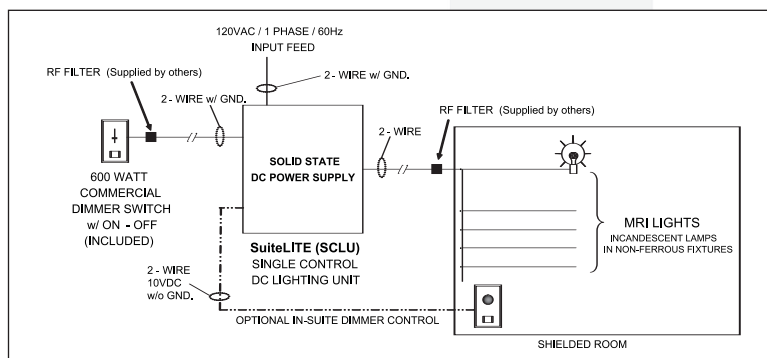 120VAC / 1 PHASE / 60Hz
INPUT FEED
RF FILTER (Supplied by others)
2 - WIRE w/ GND.
2 - WIRE w/ GND.
RF FILTER (Supplied by others)
2 - WIRE
SOLID STATE
DC POWER SUPPLY
600 WATT
COMMERCIAL
DIMMER SWITCH
w/ ON - OFF
(INCLUDED)
SuiteLITE (SCLU)
SINGLE CONTROL
DC LIGHTING UNIT
MRI LIGHTS
INCANDESCENT LAMPS
IN NON-FERROUS FIXTURES
2 - WIRE
10VDC
w/o GND.
OPTIONAL IN-SUITE DIMMER CONTROL
SHIELDED ROOM